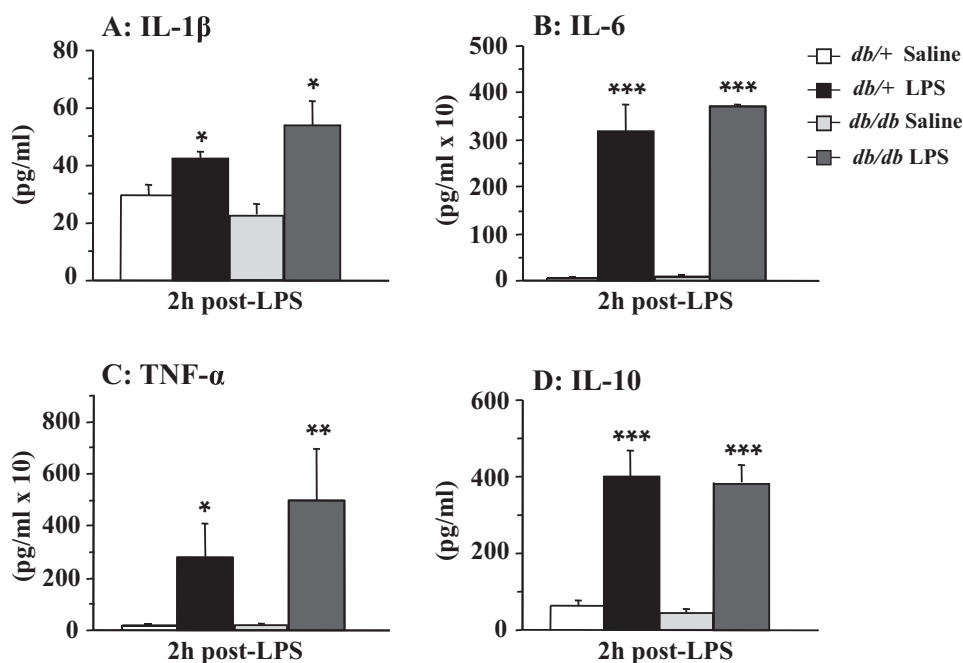 A: IL-1β
80
60
40
20
0
(pg/ml)
*
*
2h post-LPS
B: IL-6
500
400
300
200
100
0
(pg/ml x 10)
***
***
2h post-LPS
db/+ Saline
db/+ LPS
db/db Saline
db/db LPS
C: TNF-α
800
600
400
200
0
(pg/ml x 10)
*
**
2h post-LPS
D: IL-10
600
400
200
0
(pg/ml)
***
***
2h post-LPS